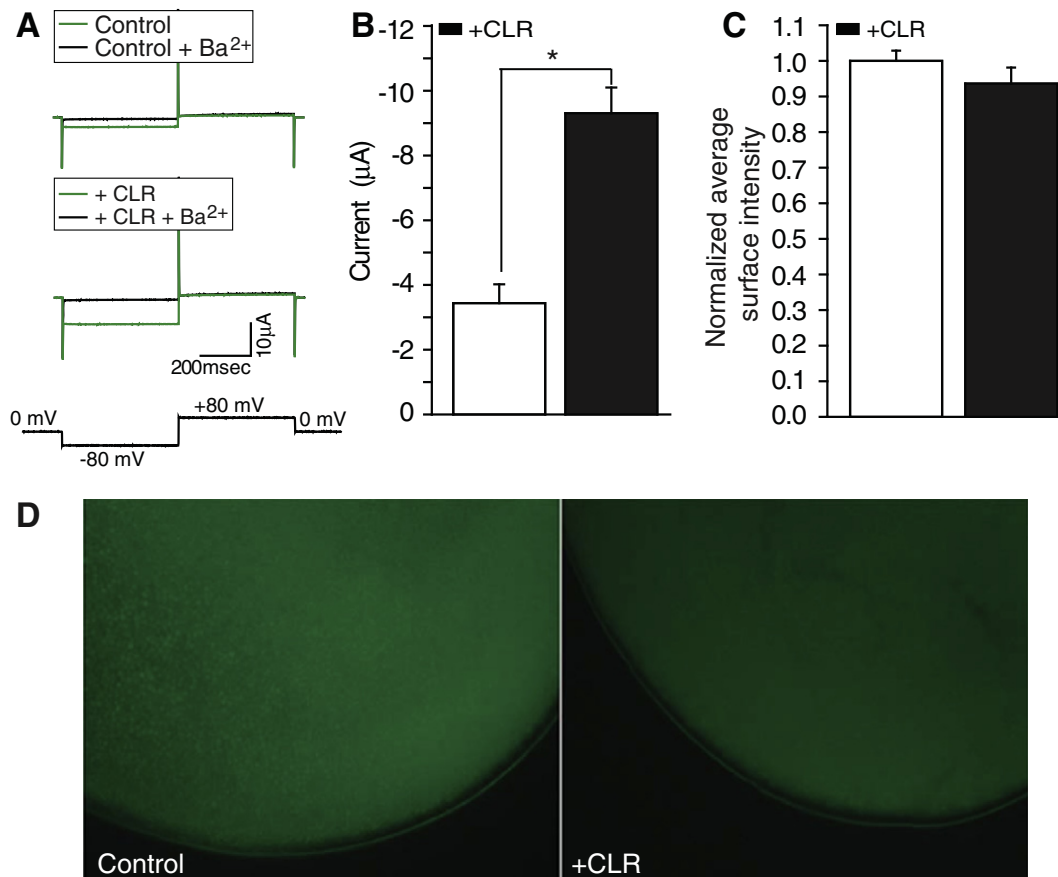 A
Control
Control + Ba2+
+ CLR
+ CLR + Ba2+
10µA
200msec
0 mV
+80 mV
0 mV
-80 mV
B
+CLR
*
Current (µA)
-12
-10
-8
-6
-4
-2
0
C
+CLR
Normalized average
surface intensity
1.1
1.0
0.9
0.8
0.7
0.6
0.5
0.4
0.3
0.2
0.1
0.0
D
Control
+CLR